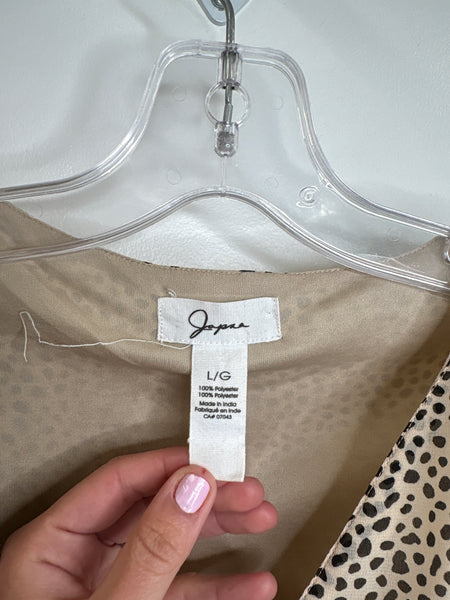 Japna
L/G
100% Polyester
100% Polyester
Made in India
Fabriqué en Inde
CA# 07043